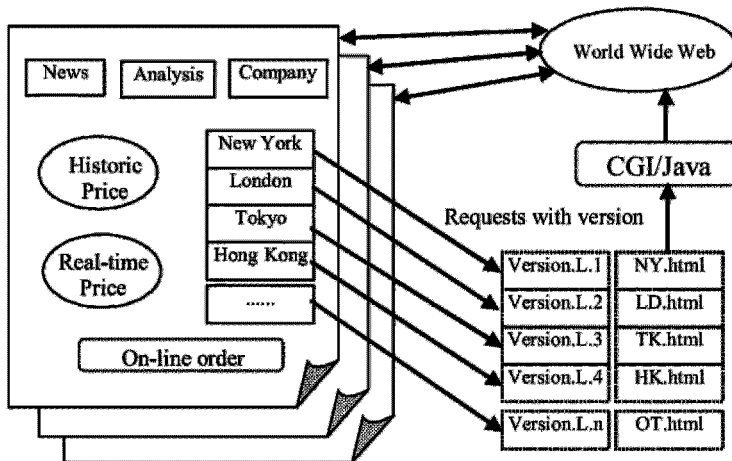 World Wide Web
News
Analysis
Company
New York
London
Tokyo
Hong Kong
......
Historic
Price
Real-time
Price
On-line order
CGI/Java
Requests with version
Version.L.1 NY.html
Version.L.2 LD.html
Version.L.3 TK.html
Version.L.4 HK.html
Version.L.n OT.html